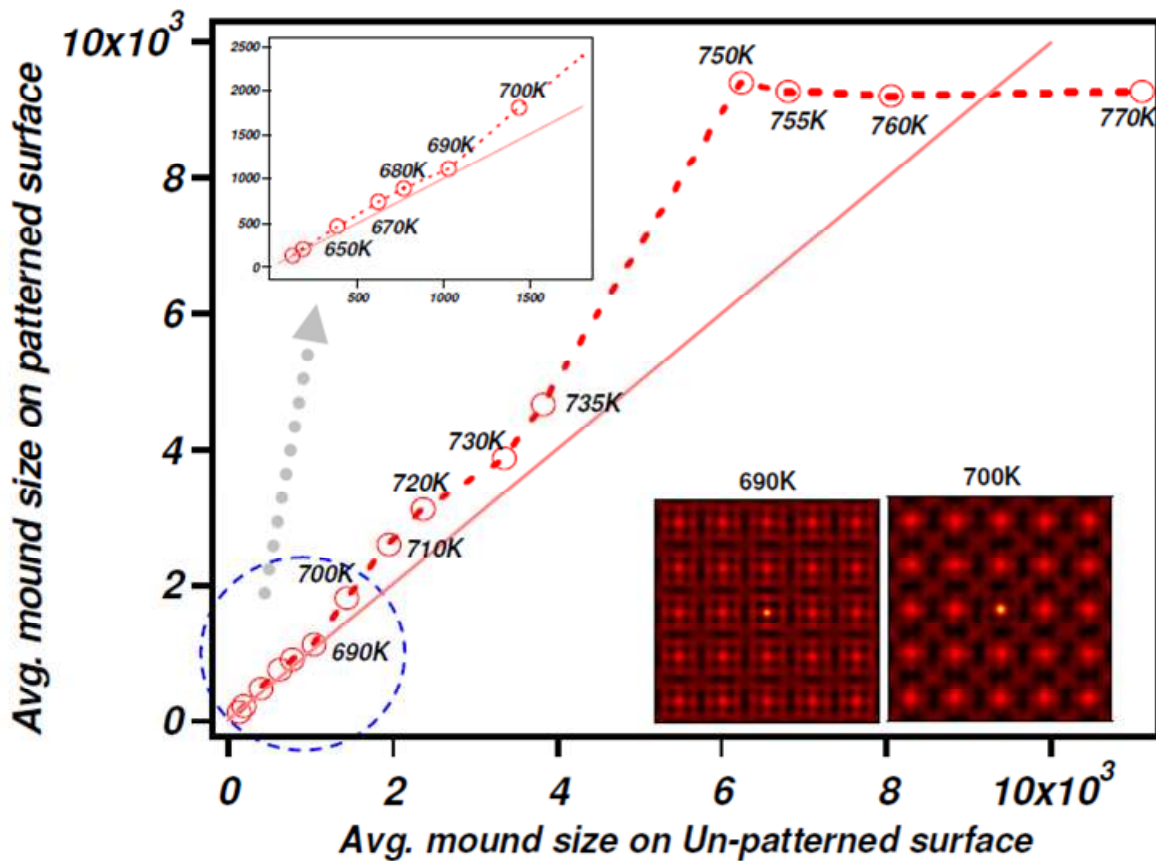 10x10³
8
6
4
2
0
Avg. mound size on patterned surface
2500
2000
1500
1000
500
0
500
1000
1500
700K
690K
680K
670K
650K
750K
755K
760K
770K
735K
730K
720K
710K
700K
690K
690K
700K
0
2
4
6
8
10x10³
Avg. mound size on Un-patterned surface